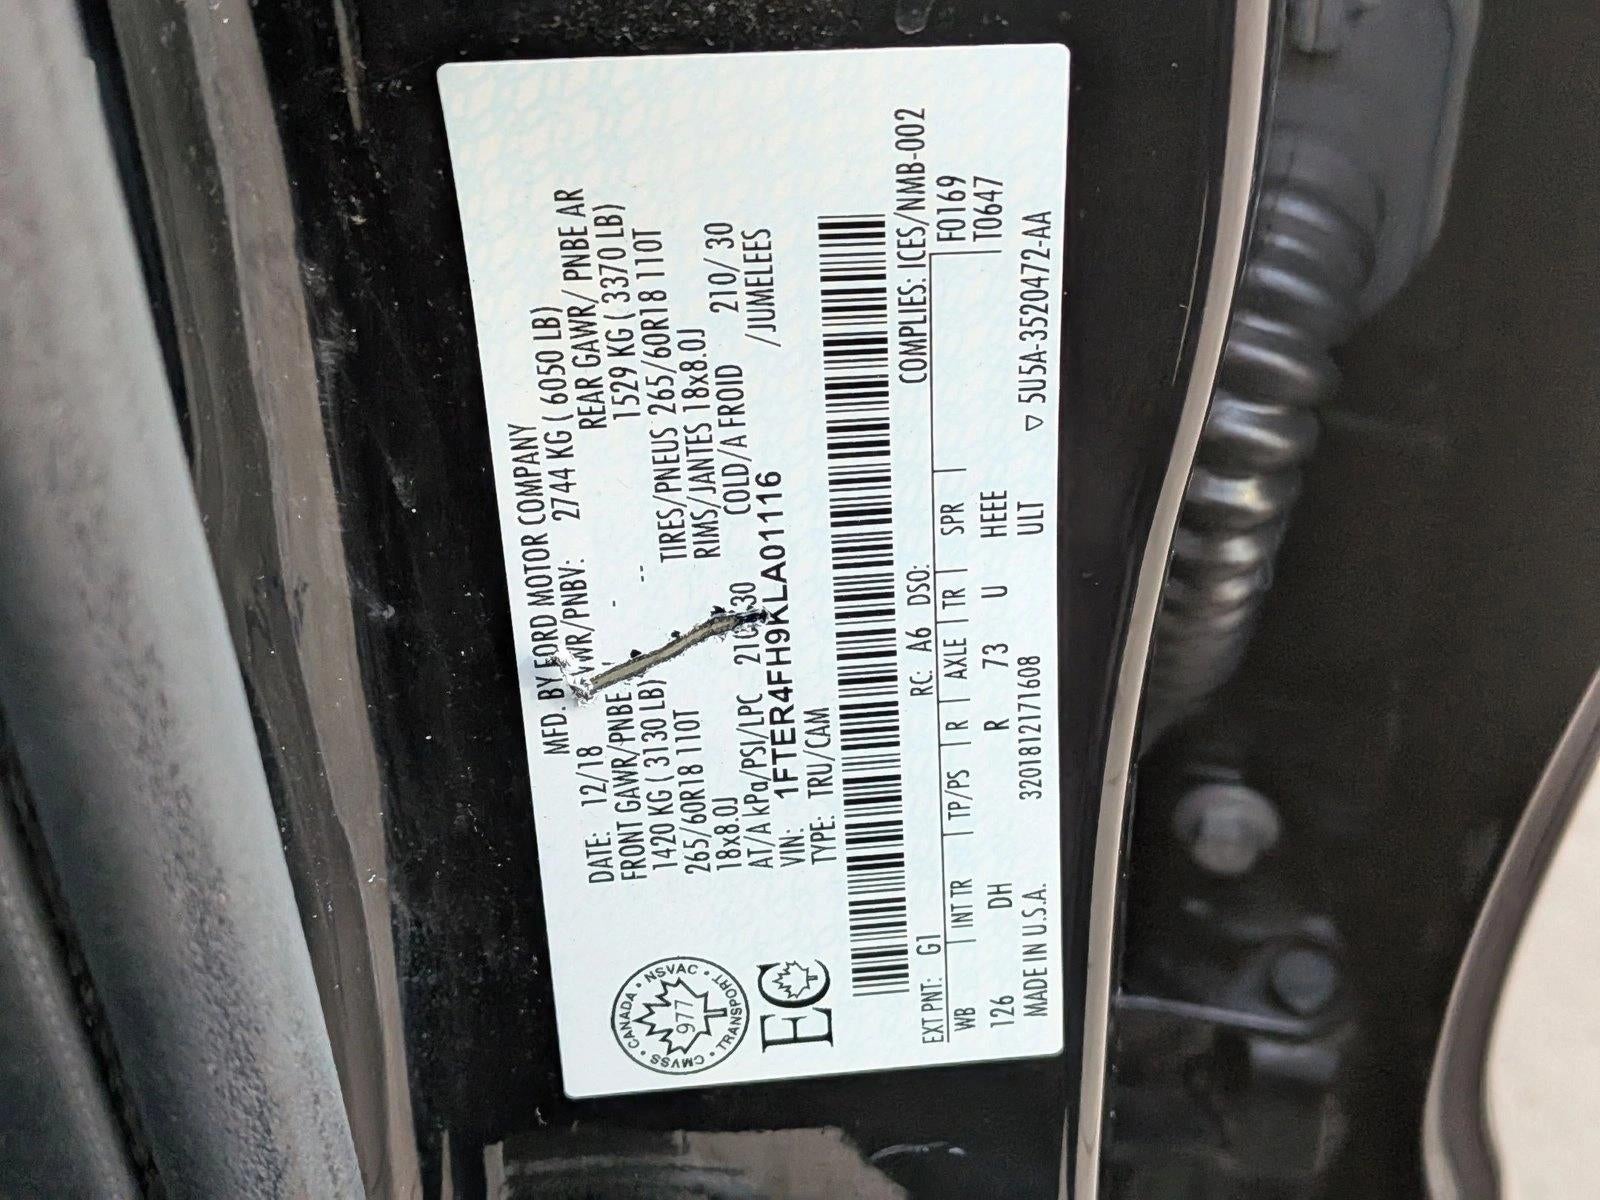 MFD. BY FORD MOTOR COMPANY
DATE: 12/18 VWR/PNBV: 2744 KG ( 6050 LB)
FRONT GAWR/PNBE REAR GAWR/ PNBE AR
1420 KG ( 3130 LB) - -- 1529 KG ( 3370 LB)
265/60R18 110T TIRES/PNEUS 265/60R18 110T
18x8.0J RIMS/JANTES 18x8.0J
AT/A kPa/PSI/LPC 210 30 COLD/A FROID 210/ 30
VIN: 1FTER4FH9KLA01116 /JUMELEES
TYPE: TRU/CAM
CANADA • NSVAC • TRANSPORT • CMVSS •
977
EC
COMPLIES: ICES/NMB-002
EXT PNT: G1 RC: A6 DSO: F0169
WB INT TR TP/PS R AXLE TR SPR T0647
126 DH R 73 U HEEE
MADE IN U.S.A. 3201812171608 ULT ▽ 5U5A-3520472-AA